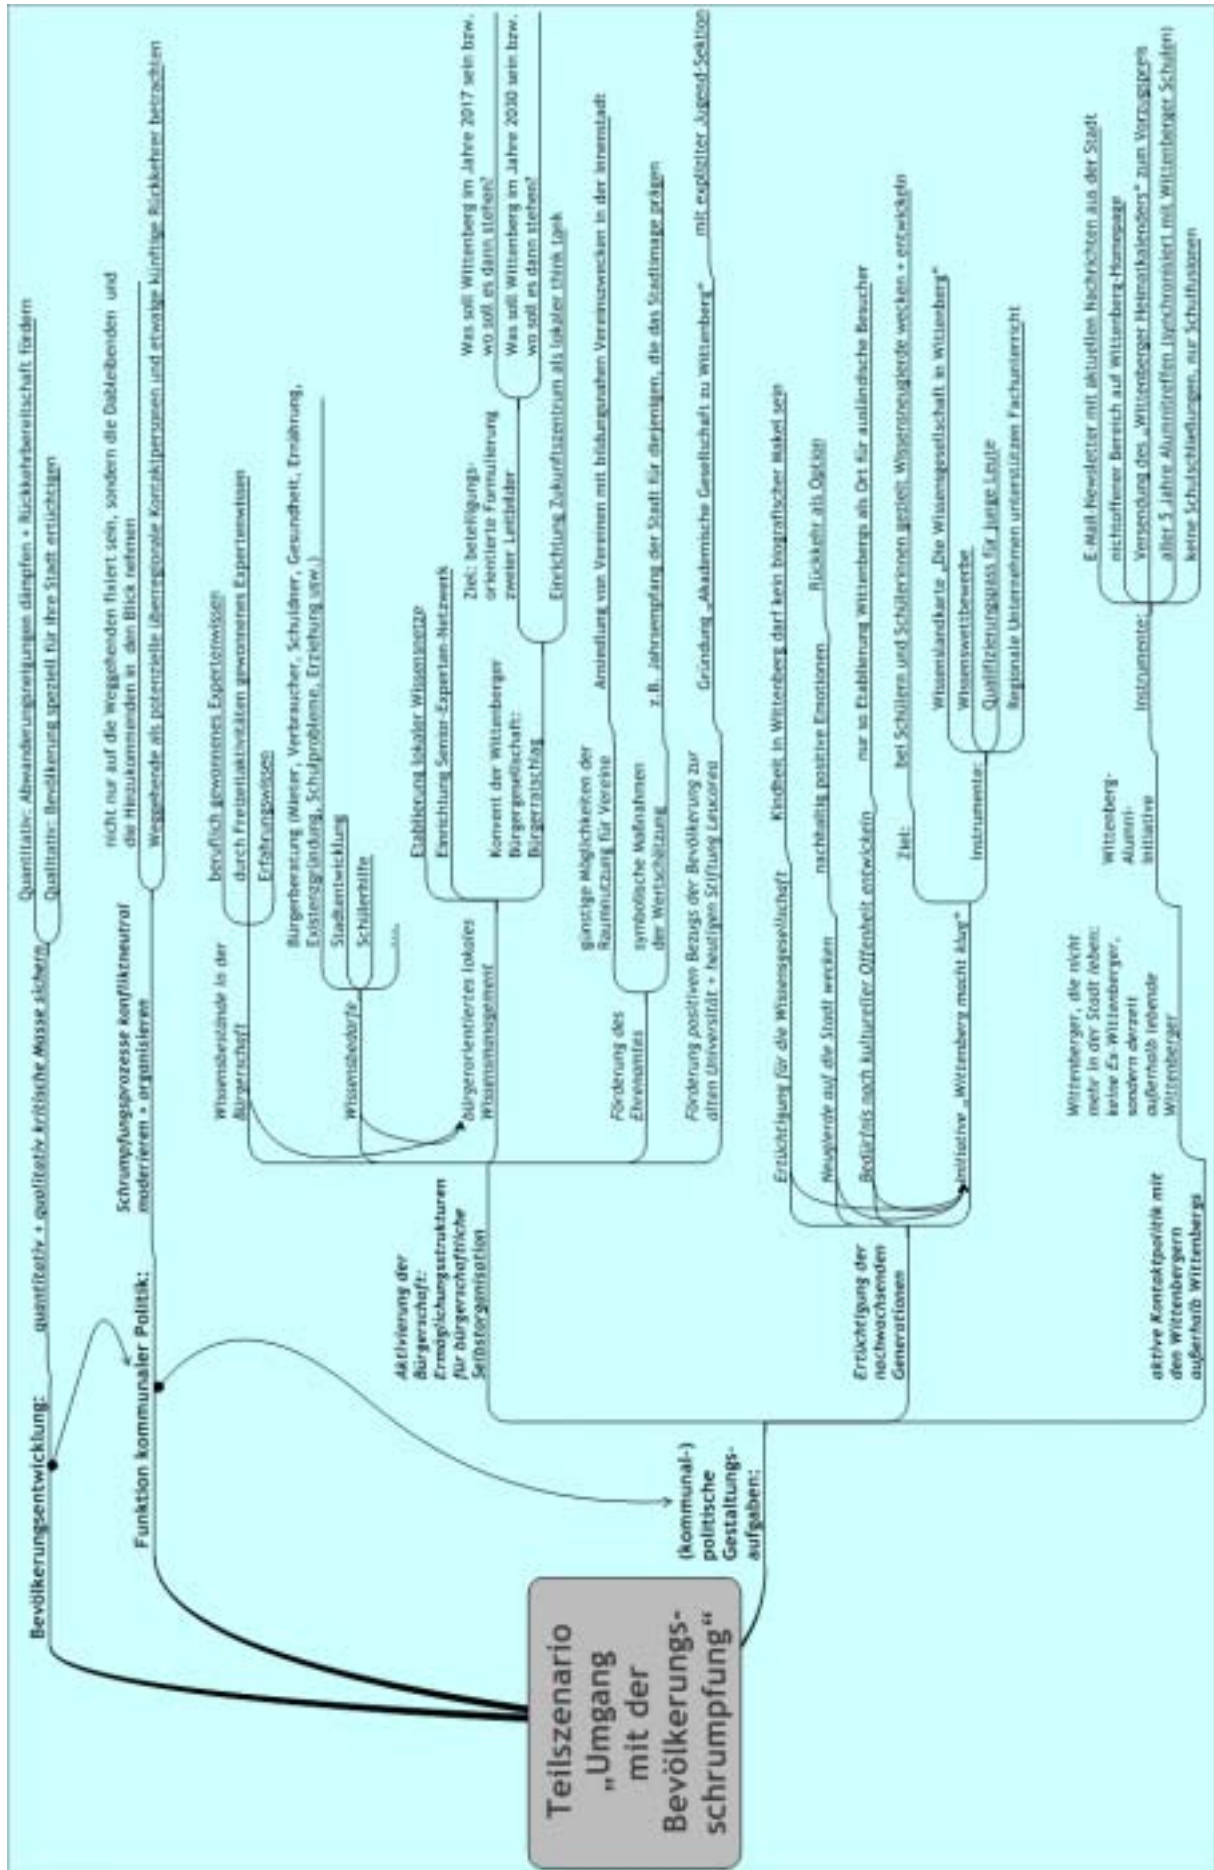 Teilszenario
„Umgang
mit der
Bevölkerungs-
schrumpfung“
Bevölkerungsentwicklung:
quantitativ + qualitativ kritische Masse sichern
Quantitativ: Abwanderungsneigungen dämpfen + Rückkehrbereitschaft fördern
Qualitativ: Bevölkerung speziell für ihre Stadt ertüchtigen
Funktion kommunaler Politik:
Schrumpfungsprozesse konfliktneutral
moderieren + organisieren
nicht nur auf die Weggehenden fixiert sein, sondern die Dableibenden und
die Hinzukommenden in den Blick nehmen
Weggehende als potenzielle überregionale Kontaktpersonen und etwaige künftige Rückkehrer betrachten
(kommunal-)
politische
Gestaltungs-
aufgaben:
Aktivierung der
Bürgerschaft:
Ermöglichungsstrukturen
für bürgerschaftliche
Selbstorganisation
Wissensbestände in der
Bürgerschaft
beruflich gewonnenes Expertenwissen
durch Freizeitaktivitäten gewonnenes Expertenwissen
Erfahrungswissen
Wissensbedarfe
Bürgerberatung (Mieter, Verbraucher, Schuldner, Gesundheit, Ernährung,
Existenzgründung, Schulprobleme, Erziehung usw.)
Stadtentwicklung
Schülerhilfe
...
bürgerorientiertes lokales
Wissensmanagement
Etablierung lokaler Wissensnetze
Einrichtung Senior-Experten-Netzwerk
Konvent der Wittenberger
Bürgergesellschaft:
Bürgerratschlag
Ziel: beteiligungs-
orientierte Formulierung
zweier Leitbilder
Was soll Wittenberg im Jahre 2017 sein bzw.
wo soll es dann stehen?
Was soll Wittenberg im Jahre 2030 sein bzw.
wo soll es dann stehen?
Einrichtung Zukunftszentrum als lokaler think tank
Förderung des
Ehrenamtes
günstige Möglichkeiten der
Raumnutzung für Vereine
Ansiedlung von Vereinen mit bildungsnahen Vereinszwecken in der Innenstadt
symbolische Maßnahmen
der Wertschätzung
z.B. Jahresempfang der Stadt für diejenigen, die das Stadtimage prägen
Förderung positiven Bezugs der Bevölkerung zur
alten Universität + heutigen Stiftung Leucorea
Gründung „Akademische Gesellschaft zu Wittenberg“
mit expliziter Jugend-Sektion
Ertüchtigung der
nachwachsenden
Generationen
Ertüchtigung für die Wissensgesellschaft
Kindheit in Wittenberg darf kein biografischer Makel sein
Neugierde auf die Stadt wecken
nachhaltig positive Emotionen
Rückkehr als Option
Bedürfnis nach kultureller Offenheit entwickeln
nur so Etablierung Wittenbergs als Ort für ausländische Besucher
Initiative „Wittenberg macht klug“
Ziel:
bei Schülern und Schülerinnen gezielt Wissensneugierde wecken + entwickeln
Instrumente:
Wissenslandkarte „Die Wissensgesellschaft in Wittenberg“
Wissenswettbewerbe
Qualifizierungspass für junge Leute
Regionale Unternehmen unterstützen Fachunterricht
aktive Kontaktpolitik mit
den Wittenbergern
außerhalb Wittenbergs
Wittenberger, die nicht
mehr in der Stadt leben:
keine Ex-Wittenberger,
sondern derzeit
außerhalb lebende
Wittenberger
Wittenberg-
Alumni-
Initiative
Instrumente:
E-Mail-Newsletter mit aktuellen Nachrichten aus der Stadt
nichtoffener Bereich auf Wittenberg-Homepage
Versendung des „Wittenberger Heimatkalenders“ zum Vorzugspreis
aller 5 Jahre Alumnitreffen (synchronisiert mit Wittenberger Schulen)
keine Schulschließungen, nur Schulfusionen